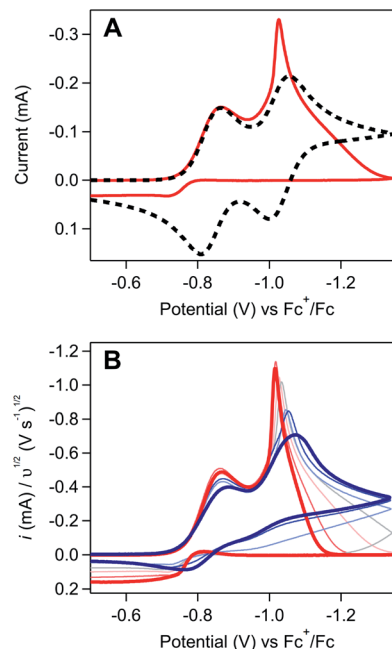 A
Current (mA)
-0.3
-0.2
-0.1
0.0
0.1
-0.6 -0.8 -1.0 -1.2
Potential (V) vs Fc+/Fc
B
i (mA) / υ1/2 (V s-1)1/2
-1.2
-1.0
-0.8
-0.6
-0.4
-0.2
0.0
0.2
-0.6 -0.8 -1.0 -1.2
Potential (V) vs Fc+/Fc